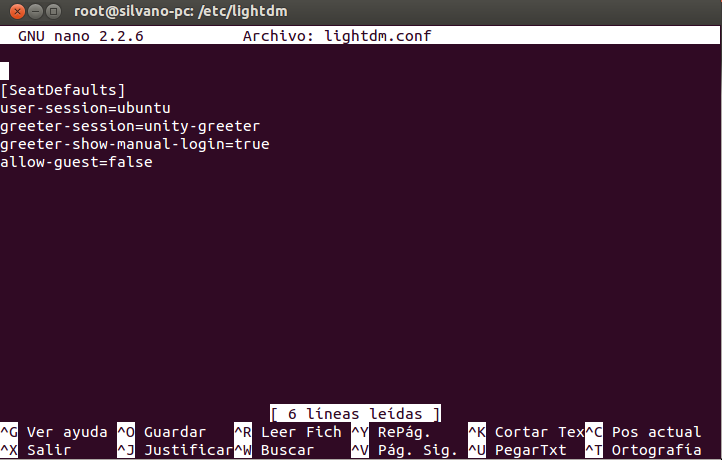 root@silvano-pc: /etc/lightdm
GNU nano 2.2.6 Archivo: lightdm.conf
[SeatDefaults]
user-session=ubuntu
greeter-session=unity-greeter
greeter-show-manual-login=true
allow-guest=false
[ 6 líneas leídas ]
^G Ver ayuda ^O Guardar ^R Leer Fich ^Y RePág. ^K Cortar Tex ^C Pos actual
^X Salir ^J Justificar ^W Buscar ^V Pág. Sig. ^U PegarTxt ^T Ortografía